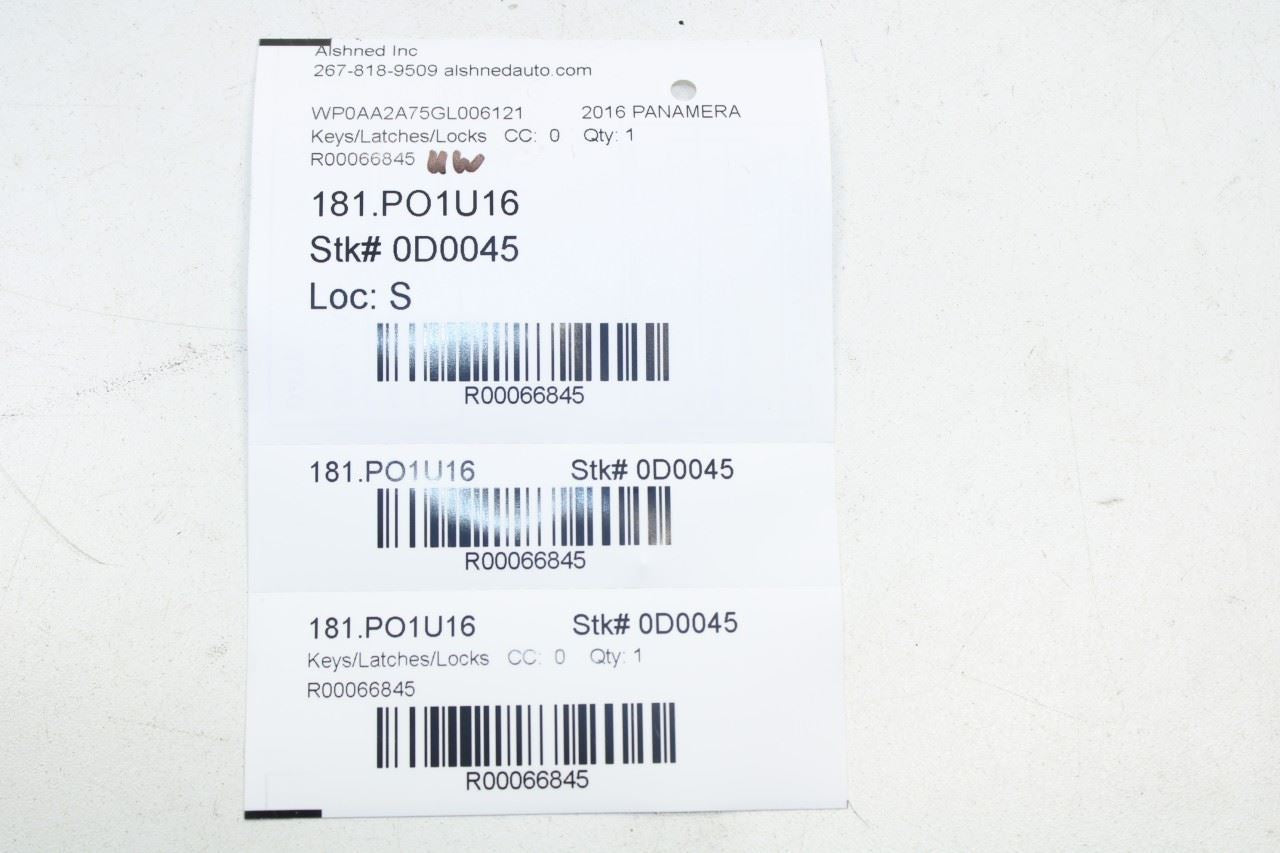 Alshned Inc
267-818-9509 alshnedauto.com
WP0AA2A75GL006121 2016 PANAMERA
Keys/Latches/Locks CC: 0 Qty: 1
R00066845 UW
181.PO1U16
Stk# 0D0045
Loc: S
R00066845
181.PO1U16 Stk# 0D0045
R00066845
181.PO1U16 Stk# 0D0045
Keys/Latches/Locks CC: 0 Qty: 1
R00066845
R00066845